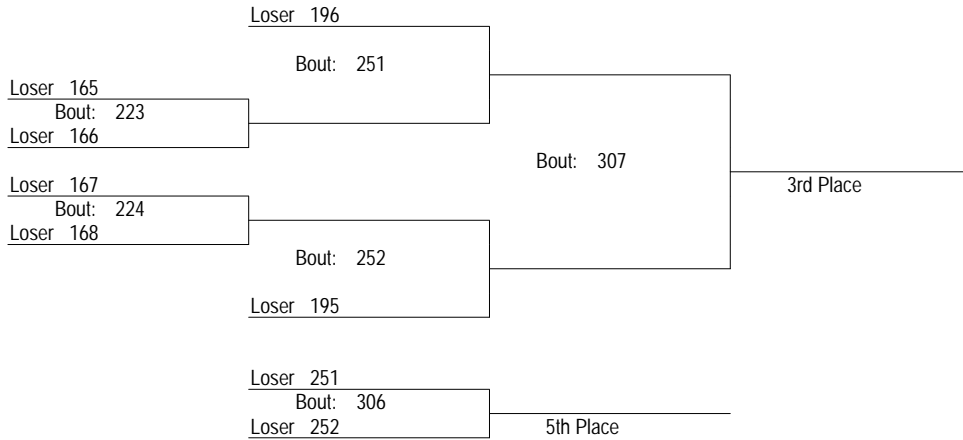 Loser 196
Bout: 251
Loser 165
Bout: 223
Loser 166
Bout: 307
Loser 167
3rd Place
Bout: 224
Loser 168
Bout: 252
Loser 195
Loser 251
Bout: 306
Loser 252
5th Place